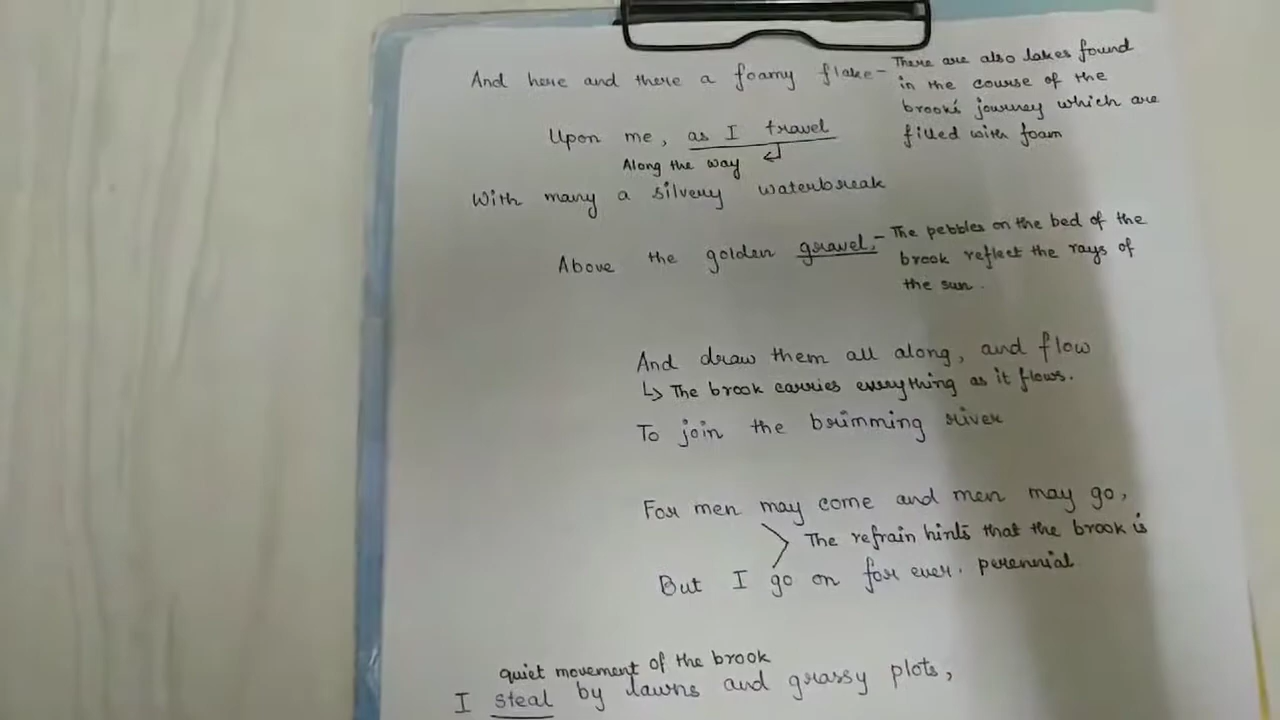 And here and there a foamy flake - There are also lakes found
in the course of the
brook's journey which are
filled with foam
Upon me, as I travel
Along the way
With many a silvery waterbreak
Above the golden gravel, - The pebbles on the bed of the
brook reflect the rays of
the sun.
And draw them all along, and flow
↳ The brook carries everything as it flows.
To join the brimming river
For men may come and men may go,
The refrain hints that the brook is
perennial
But I go on for ever.
quiet movement of the brook
I steal by lawns and grassy plots,